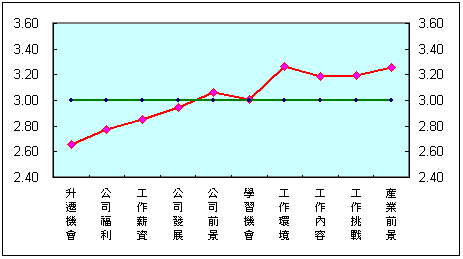 3.60
3.40
3.20
3.00
2.80
2.60
2.40
3.60
3.40
3.20
3.00
2.80
2.60
2.40
升遷機會
公司福利
工作薪資
公司發展
公司前景
學習機會
工作環境
工作內容
工作挑戰
產業前景